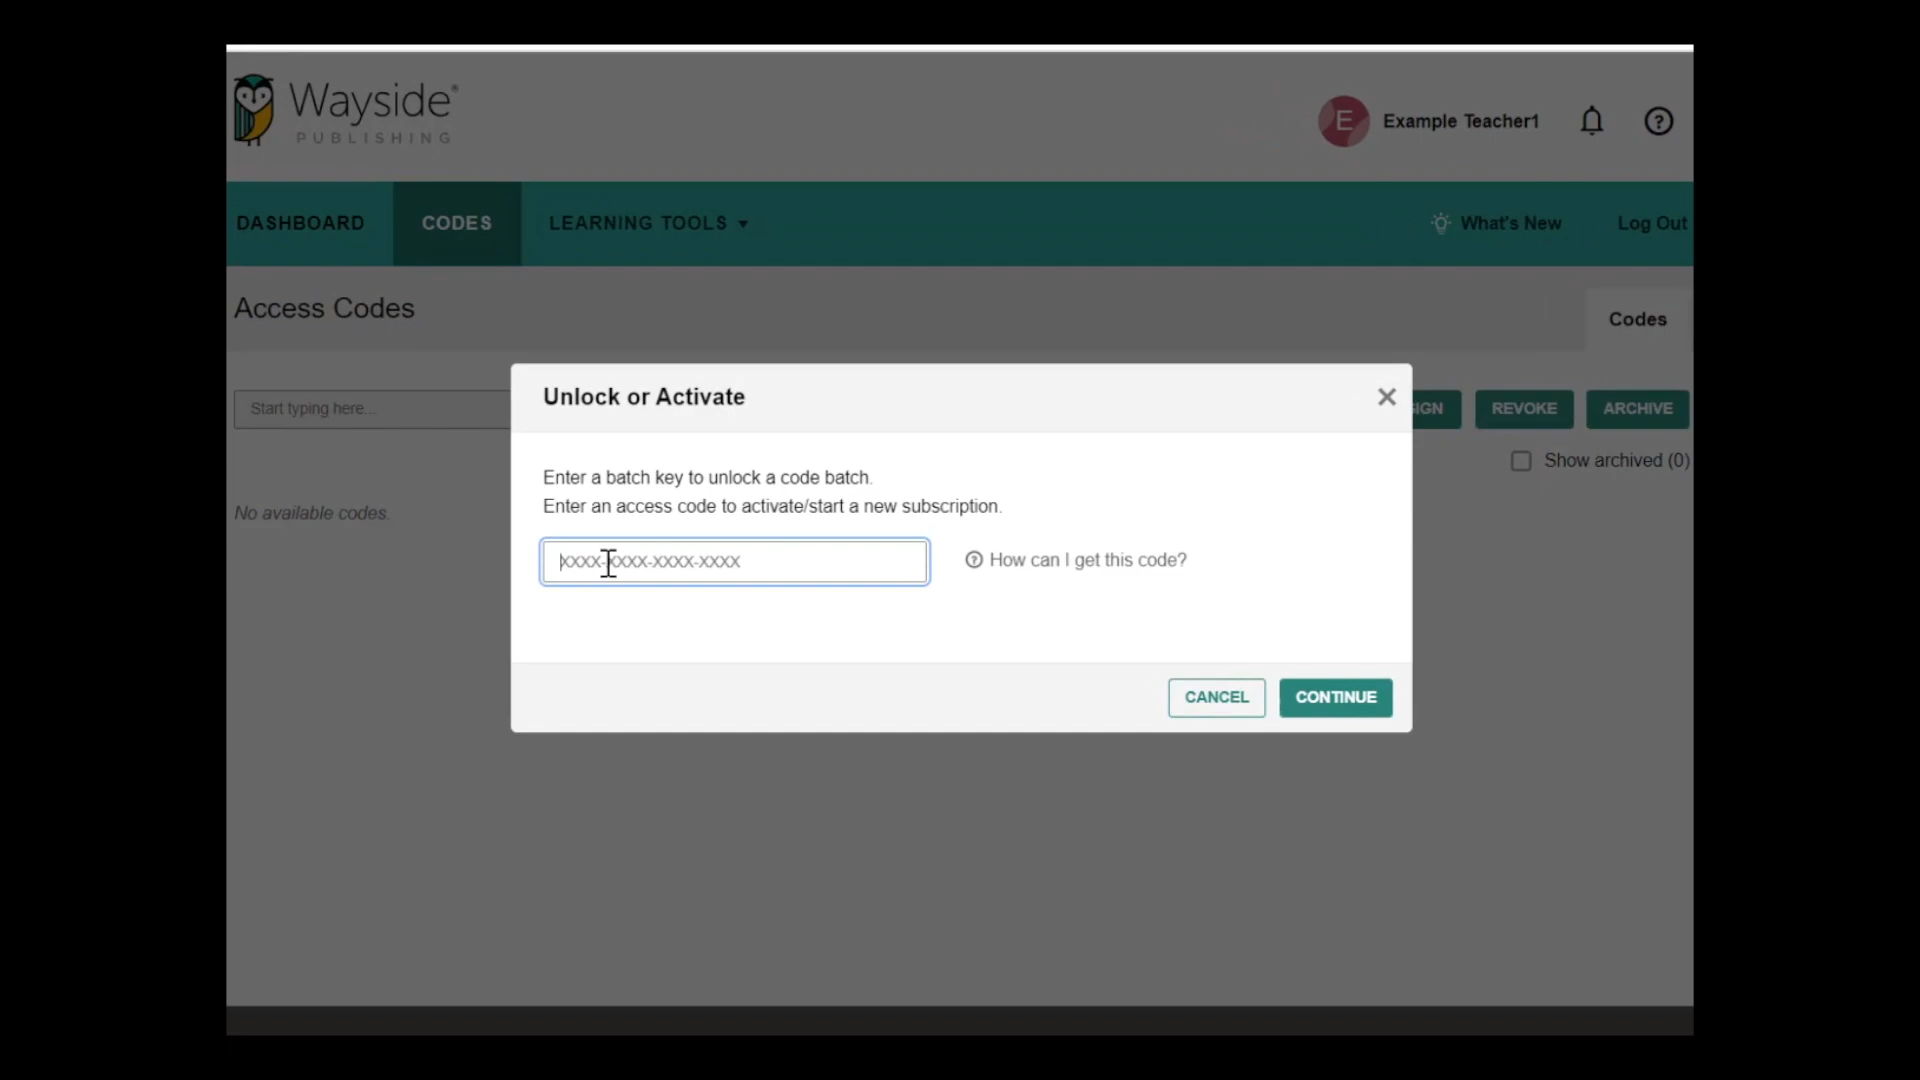 Wayside®
PUBLISHING
E
Example Teacher1
DASHBOARD
CODES
LEARNING TOOLS
What's New
Log Out
Access Codes
Codes
Unlock or Activate
Start typing here...
REVOKE
ARCHIVE
Show archived (0)
Enter a batch key to unlock a code batch.
Enter an access code to activate/start a new subscription.
No available codes.
XXXX-XXXX-XXXX-XXXX
How can I get this code?
CANCEL
CONTINUE